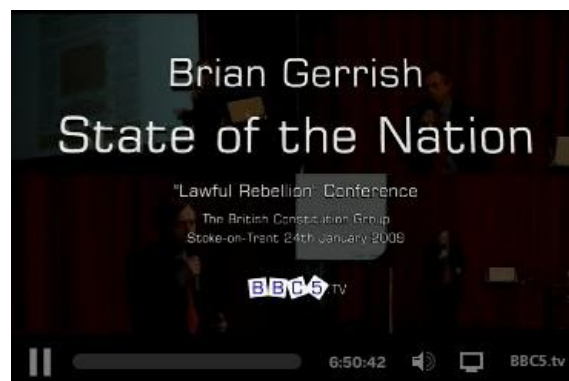 Brian Gerrish
State of the Nation
"Lawful Rebellion" Conference
The British Constitution Group
Stoke-on-Trent 24th January 2009
BBC5.TV
6:50:42 BBC5.tv